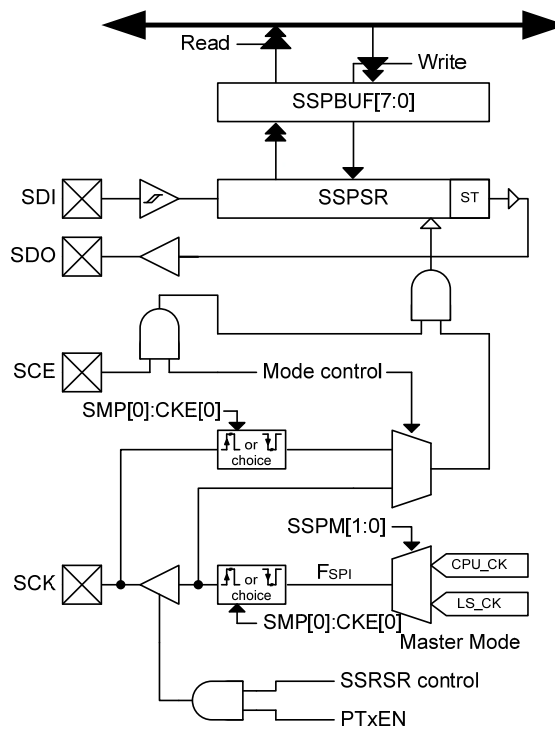 Read
Write
SSPBUF[7:0]
SDI
SSPSR
ST
SDO
SCE
Mode control
SMP[0]:CKE[0]
or
choice
SSPM[1:0]
SCK
or
choice
FSPI
CPU_CK
LS_CK
SMP[0]:CKE[0]
Master Mode
SSRSR control
PTxEN